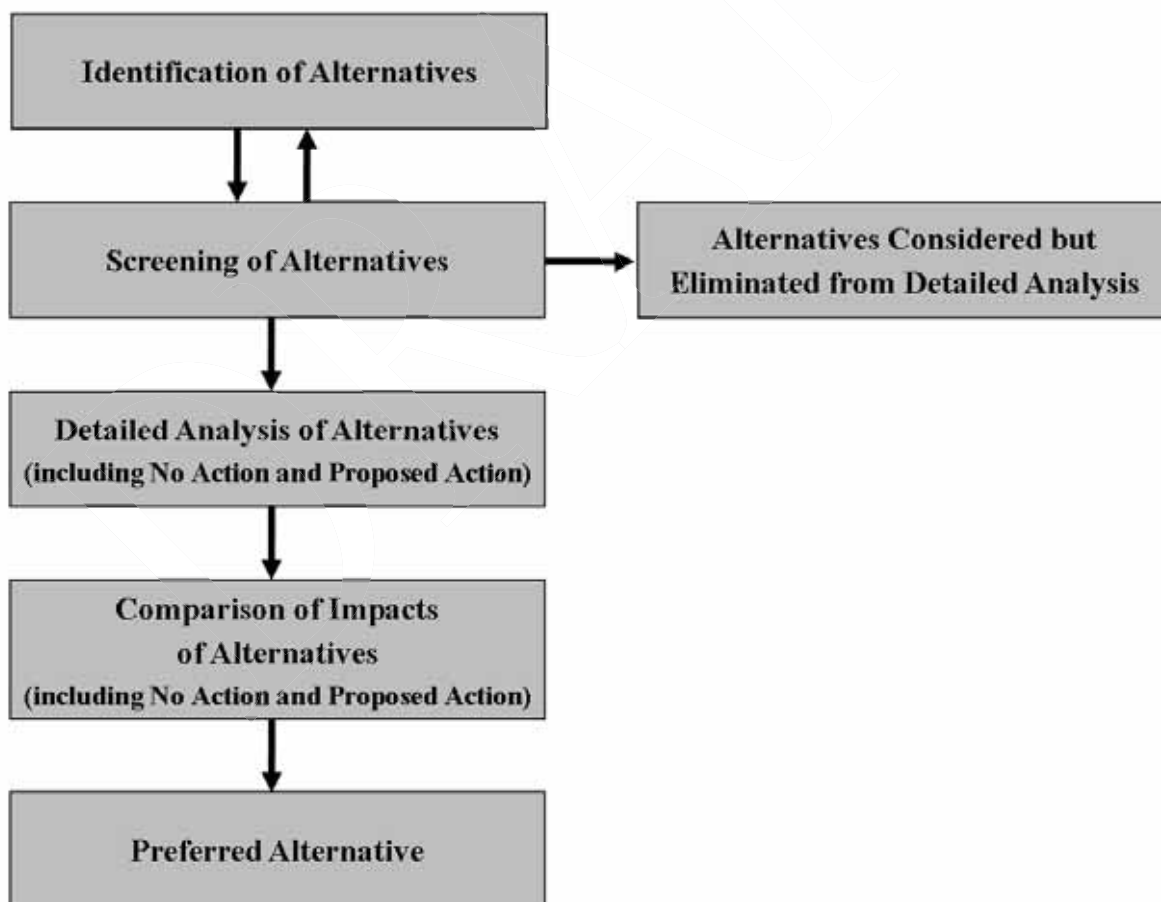 Identification of Alternatives
Screening of Alternatives
Alternatives Considered but
Eliminated from Detailed Analysis
Detailed Analysis of Alternatives
(including No Action and Proposed Action)
Comparison of Impacts
of Alternatives
(including No Action and Proposed Action)
Preferred Alternative